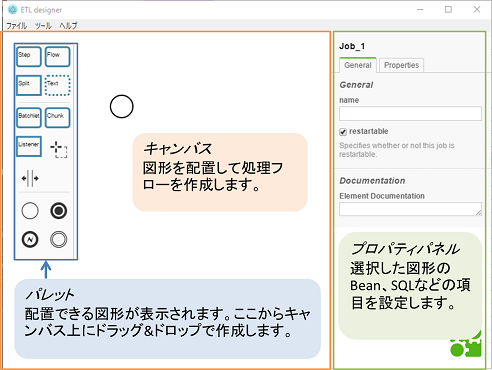 ETL designer
ファイル ツール ヘルプ
Step Flow
Split Text
Batchlet Chunk
Listener
キャンバス
図形を配置して処理フ
ローを作成します。
パレット
配置できる図形が表示されます。ここからキャ
ンバス上にドラッグ&ドロップで作成します。
Job_1
General Properties
General
name
restartable
Specifies whether or not this job is
restartable.
Documentation
Element Documentation
プロパティパネル
選択した図形の
Bean、SQLなどの項
目を設定します。